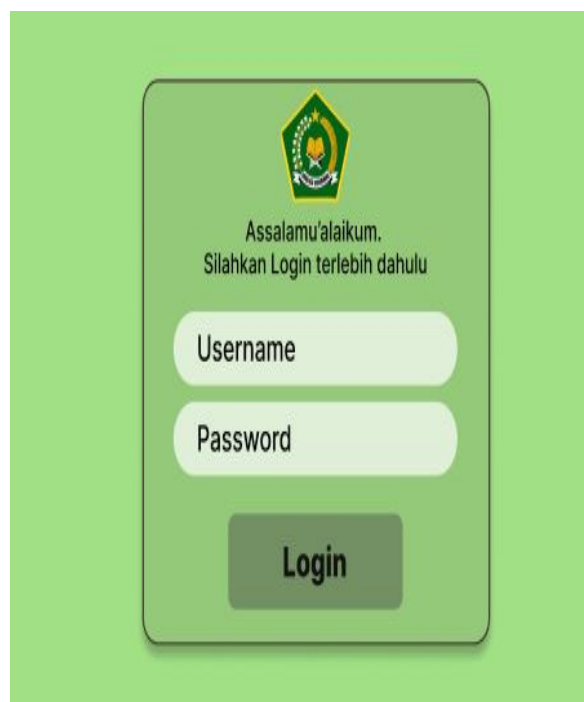 Assalamu'alaikum.
Silahkan Login terlebih dahulu
Username
Password
Login